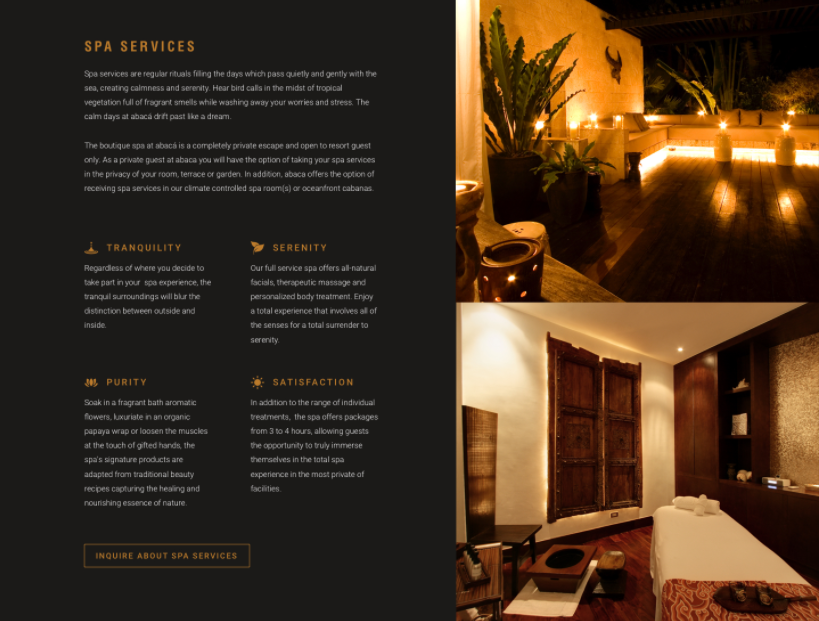 SPA SERVICES
Spa services are regular rituals filling the days which pass quietly and gently with the
sea, creating calmness and serenity. Hear bird calls in the midst of tropical
vegetation full of fragrant smells while washing away your worries and stress. The
calm days at abacá drift past like a dream.
The boutique spa at abacá is a completely private escape and open to resort guest
only. As a private guest at abaca you will have the option of taking your spa services
in the privacy of your room, terrace or garden. In addition, abaca offers the option of
receiving spa services in our climate controlled spa room(s) or oceanfront cabanas.
TRANQUILITY
Regardless of where you decide to
take part in your spa experience, the
tranquil surroundings will blur the
distinction between outside and
inside.
SERENITY
Our full service spa offers all-natural
facials, therapeutic massage and
personalized body treatment. Enjoy
a total experience that involves all of
the senses for a total surrender to
serenity.
PURITY
Soak in a fragrant bath aromatic
flowers, luxuriate in an organic
papaya wrap or loosen the muscles
at the touch of gifted hands, the
spa's signature products are
adapted from traditional beauty
recipes capturing the healing and
nourishing essence of nature.
SATISFACTION
In addition to the range of individual
treatments, the spa offers packages
from 3 to 4 hours, allowing guests
the opportunity to truly immerse
themselves in the total spa
experience in the most private of
facilities.
INQUIRE ABOUT SPA SERVICES